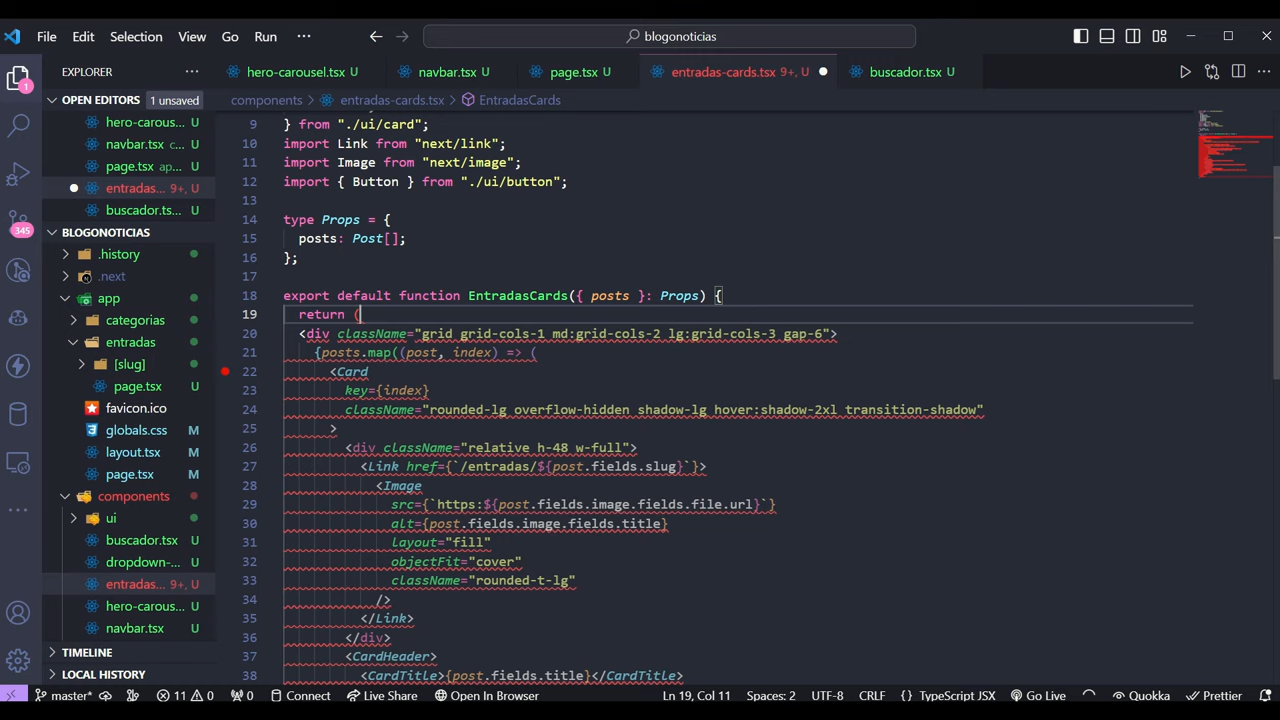 File Edit Selection View Go Run ··· blogonoticias
EXPLORER ···
hero-carousel.tsx U navbar.tsx U page.tsx U entradas-cards.tsx 9+, U buscador.tsx U ···
OPEN EDITORS 1 unsaved
components > entradas-cards.tsx > EntradasCards
hero-carous... U
navbar.tsx c... U
page.tsx ap... U
entradas... 9+, U
buscador.ts... U
BLOGONOTICIAS
.history
.next
app
categorias
entradas
[slug]
page.tsx U
favicon.ico
globals.css M
layout.tsx M
page.tsx M
components
ui
buscador.tsx U
dropdown-... U
entradas... 9+, U
hero-carous... U
navbar.tsx U
TIMELINE
LOCAL HISTORY
1
345
9 } from "./ui/card";
10 import Link from "next/link";
11 import Image from "next/image";
12 import { Button } from "./ui/button";
13
14 type Props = {
15 posts: Post[];
16 };
17
18 export default function EntradasCards({ posts }: Props) {
19 return (
20 <div className="grid grid-cols-1 md:grid-cols-2 lg:grid-cols-3 gap-6">
21 {posts.map((post, index) => (
22 <Card
23 key={index}
24 className="rounded-lg overflow-hidden shadow-lg hover:shadow-2xl transition-shadow"
25 >
26 <div className="relative h-48 w-full">
27 <Link href={`/entradas/${post.fields.slug}`}>
28 <Image
29 src={`https:${post.fields.image.fields.file.url}`}
30 alt={post.fields.image.fields.title}
31 layout="fill"
32 objectFit="cover"
33 className="rounded-t-lg"
34 />
35 </Link>
36 </div>
37 <CardHeader>
38 <CardTitle>{post.fields.title}</CardTitle>
master* 11 0 0 Connect Live Share Open In Browser Ln 19, Col 11 Spaces: 2 UTF-8 CRLF {} TypeScript JSX Go Live Quokka Prettier